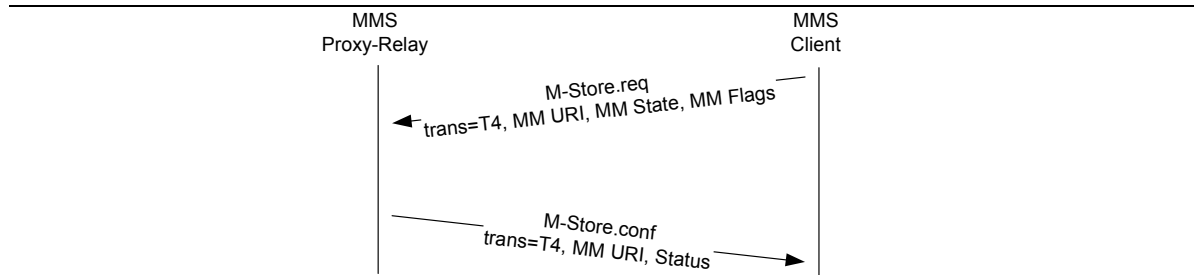 MMS
Proxy-Relay
MMS
Client
M-Store.req
trans=T4, MM URI, MM State, MM Flags
M-Store.conf
trans=T4, MM URI, Status